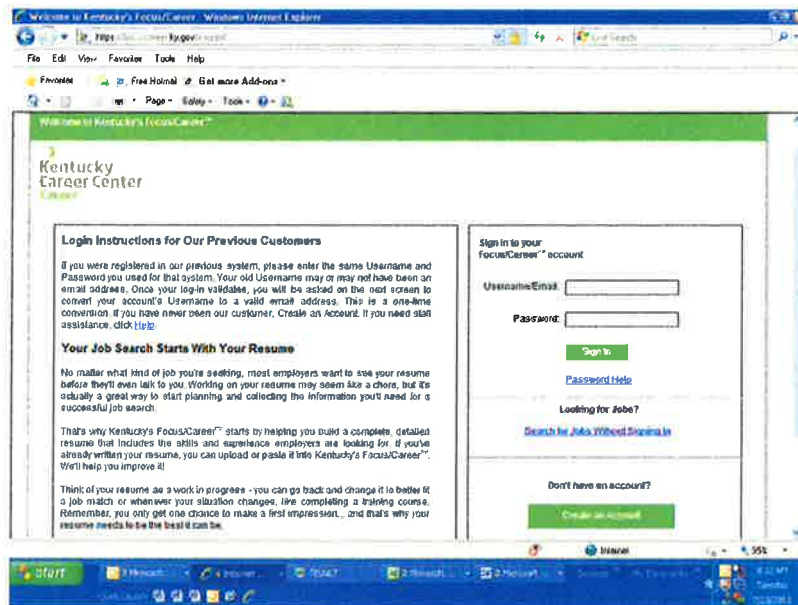 Welcome to Kentucky's Focus/Career - Windows Internet Explorer
File Edit View Favorites Tools Help
Favorites Free Hotmail Get more Add-ons
Page Safety Tools
Welcome to Kentucky's Focus/Career™
Kentucky
Career Center
Login Instructions for Our Previous Customers
If you were registered in our previous system, please enter the same Username and
Password you used for that system. Your old Username may or may not have been an
email address. Once your log-in validates, you will be asked on the next screen to
convert your account's Username to a valid email address. This is a one-time
conversion. If you have never been our customer, Create an Account. If you need staff
assistance, click Help.
Your Job Search Starts With Your Resume
No matter what kind of job you're seeking, most employers want to see your resume
before they'll even talk to you. Working on your resume may seem like a chore, but it's
actually a great way to start planning and collecting the information you'll need for a
successful job search.
That's why Kentucky's Focus/Career™ starts by helping you build a complete, detailed
resume that includes the skills and experience employers are looking for. If you've
already written your resume, you can upload or paste it into Kentucky's Focus/Career™.
We'll help you improve it!
Think of your resume as a work in progress - you can go back and change it to better fit
a job match or whenever your situation changes, like completing a training course.
Remember, you only get one chance to make a first impression... and that's why your
resume needs to be the best it can be.
Sign in to your
Focus/Career™ account
Username/Email:
Password:
Sign In
Password Help
Looking for Jobs?
Search for Jobs Without Signing In
Don't have an account?
Create an Account
Internet
95%
start
Tuesday